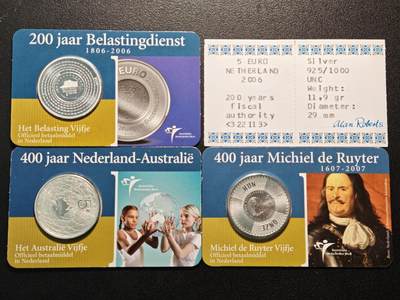 200 jaar Belastingdienst
1806-2006
EURO
Het Belasting Vijfje
Officieel betaalmiddel
in Nederland
5 EURO
NETHERLAND
2006
200 years
fiscal
authority
<322113>
Silver
925/1000
UNC
Weight:
11,9 gr
Diameter:
29 mm
Alan Roberts
400 jaar Nederland-Australië
Het Australië Vijfje
Officieel betaalmiddel
in Nederland
400 jaar Michiel de Ruyter
1607-2007
Michiel de Ruyter Vijfje
Officieel betaalmiddel
in Nederland